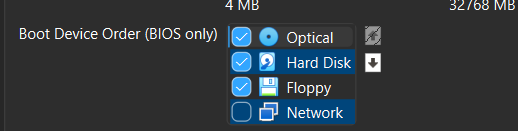 4 MB 32768 MB
Boot Device Order (BIOS only) Optical
Hard Disk
Floppy
Network